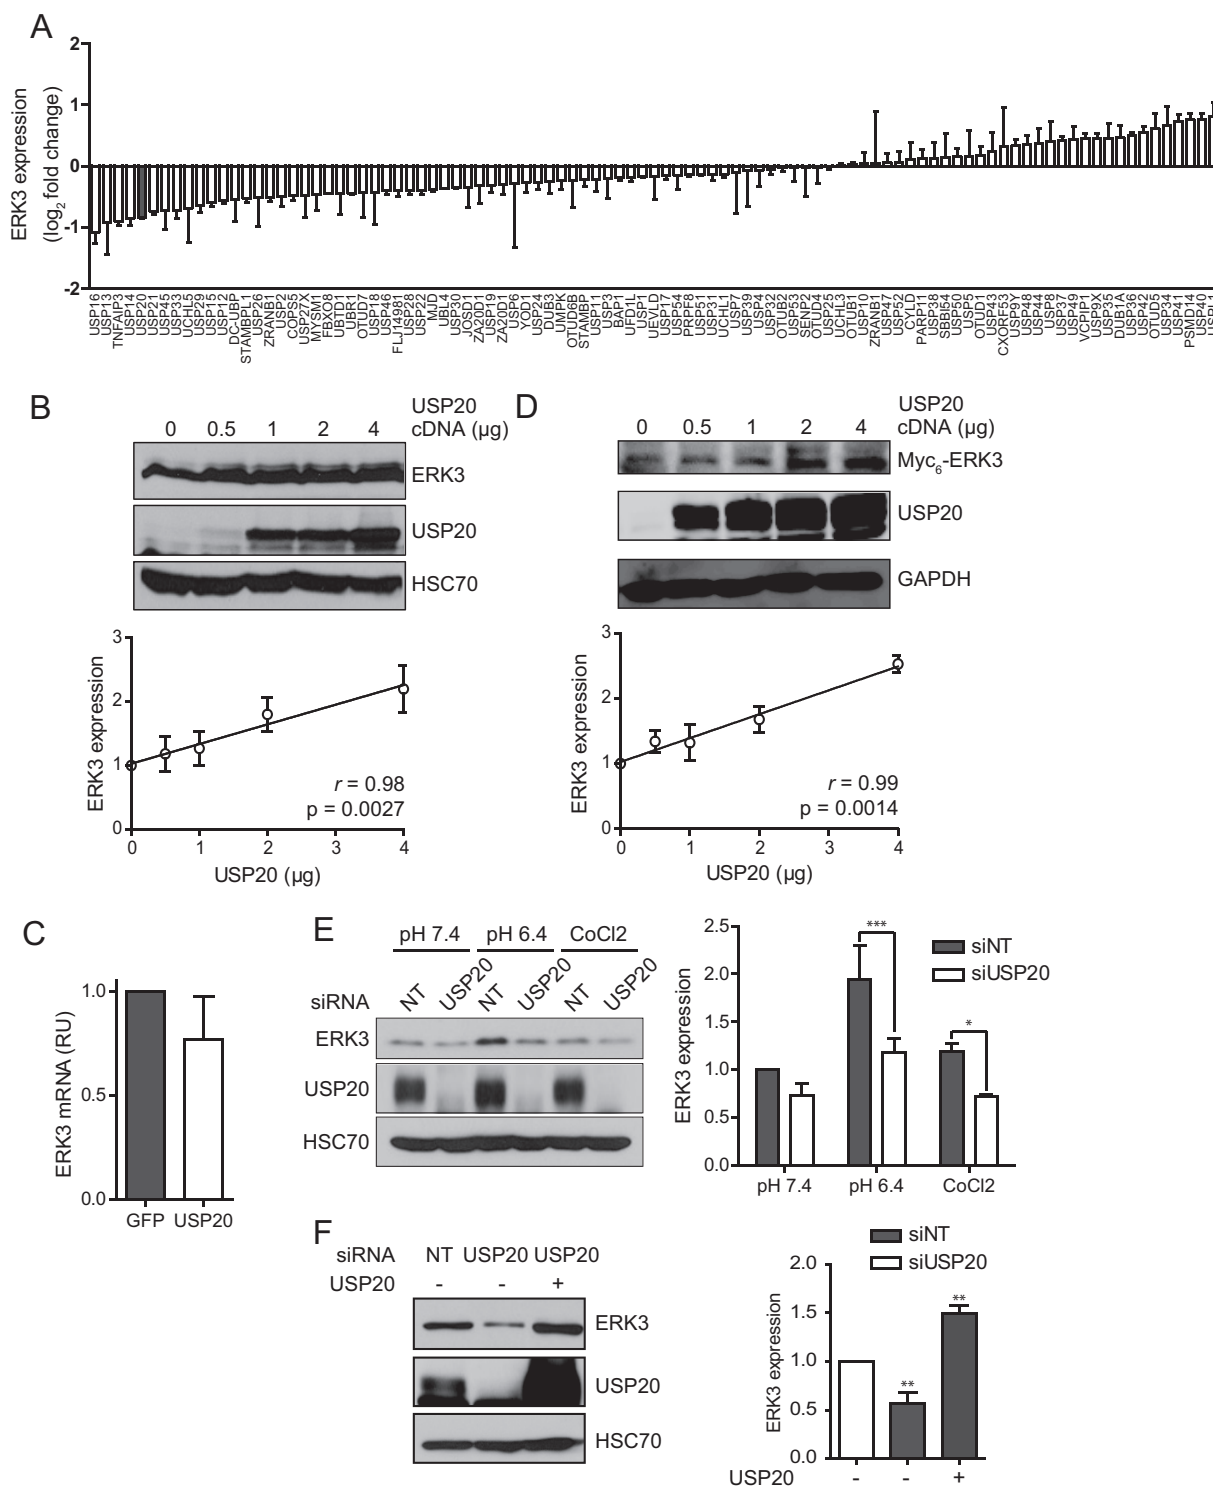 A
ERK3 expression
(log2 fold change)
2
1
0
-1
-2
USP16
USP13
TNFAIP3
USP14
USP20
USP21
USP45
USP33
UCHL5
USP29
USP15
USP12
DC-UBP
STAMBPL1
USP26
ZRANB1
USP2
COPS5
USP27X
MYSM1
FBXO8
UBTD1
UBR1
OTUD7
USP18
USP46
FLJ14981
USP28
USP22
MJD
UBL4
USP30
JOSD1
ZA20D1
USP19
ZA20D1
USP6
YOD1
USP24
DUB3
UMPK
OTUD6B
STAMBP
USP11
USP3
BAP1
UFD1L
USP1
UEVLD
USP17
USP54
PRPF8
USP51
USP31
UCHL1
USP7
USP39
USP4
USP32
OTUB2
USP53
SENP2
OTUD4
USP25
UCHL3
OTUB1
USP10
ZRANB1
USP47
USP52
CYLD
PARP11
USP38
SBBI54
USP50
USP5
OTUD1
USP43
CXORF53
USP9Y
USP48
USP44
USP8
USP37
USP49
VCPIP1
USP9X
USP35
DUB1A
USP36
USP42
OTUD5
USP34
USP41
PSMD14
USP40
B
USP20
0 0.5 1 2 4 cDNA (µg)
ERK3
USP20
HSC70
ERK3 expression
3
2
1
0
r = 0.98
p = 0.0027
0 1 2 3 4
USP20 (µg)
D
USP20
0 0.5 1 2 4 cDNA (µg)
Myc6-ERK3
USP20
GAPDH
ERK3 expression
3
2
1
0
r = 0.99
p = 0.0014
0 1 2 4
USP20 (µg)
C
ERK3 mRNA (RU)
1.0
0.5
0.0
GFP USP20
E
pH 7.4 pH 6.4 CoCl2
siRNA NT USP20 NT USP20 NT USP20
ERK3
USP20
HSC70
ERK3 expression
2.5
2.0
1.5
1.0
0.5
0.0
***
*
siNT
siUSP20
pH 7.4 pH 6.4 CoCl2
F
siRNA NT USP20 USP20
USP20 - - +
ERK3
USP20
HSC70
siNT
siUSP20
ERK3 expression
2.0
1.5
1.0
0.5
0.0
**
**
USP20 - - +